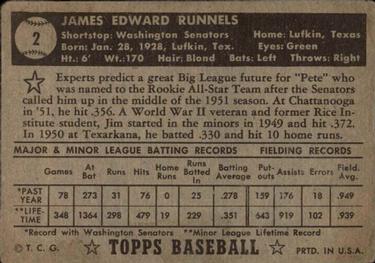 2
JAMES EDWARD RUNNELS
Shortstop: Washington Senators Home: Lufkin, Texas
Born: Jan. 28, 1928, Lufkin, Tex. Eyes: Green
Ht.: 6' Wt.: 170 Hair: Blond Bats: Left Throws: Right
Experts predict a great Big League future for "Pete" who
was named to the Rookie All-Star Team after the Senators
called him up in the middle of the 1951 season. At Chattanooga
in '51, he hit .356. A World War II veteran and former Rice In-
stitute student, Jim started in the minors in 1949 and hit .372.
In 1950 at Texarkana, he batted .330 and hit 10 home runs.
MAJOR & MINOR LEAGUE BATTING RECORDS FIELDING RECORDS
Games At Bat Runs Hits Home Runs Runs Batted In Batting Average Put-outs Assists Errors Field. Avg.
*PAST YEAR 78 273 31 76 0 25 .278 159 176 18 .949
**LIFE-TIME 348 1364 298 479 19 229 .351 643 919 102 .939
*Record with Washington Senators **Minor League Lifetime Record
© T. C. G. TOPPS BASEBALL PRTD. IN U.S.A.